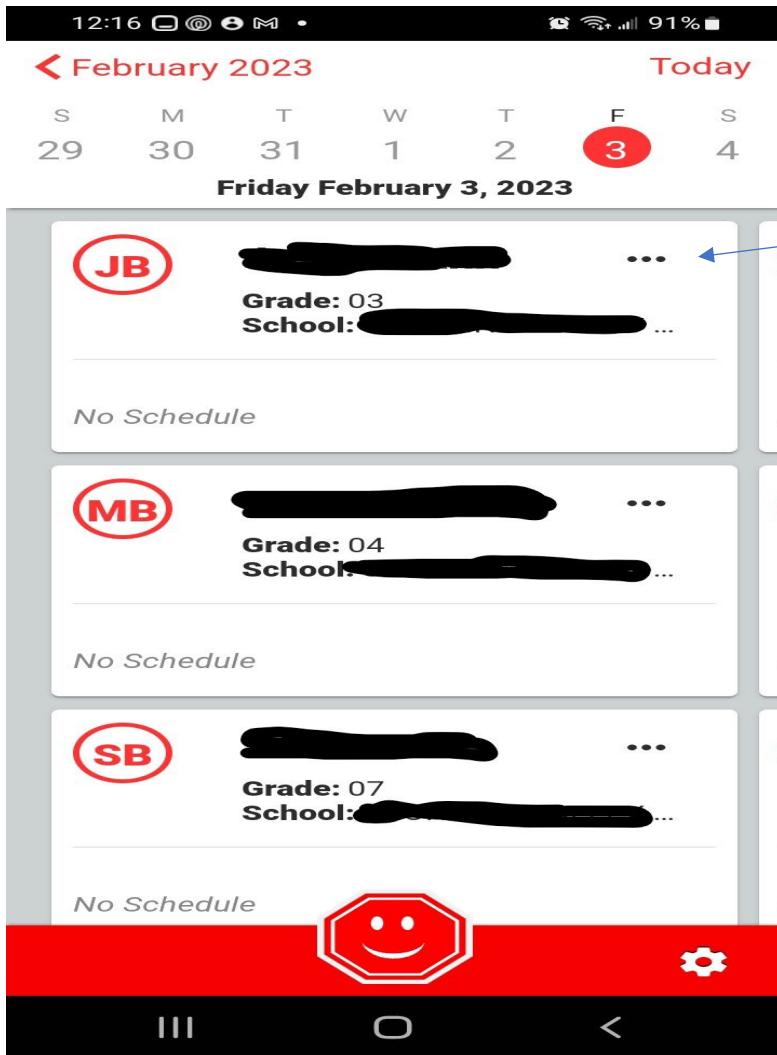 12:16 91%
February 2023 Today
S M T W T F S
29 30 31 1 2 3 4
Friday February 3, 2023
JB ...
Grade: 03
School: ...
No Schedule
MB ...
Grade: 04
School: ...
No Schedule
SB ...
Grade: 07
School: ...
No Schedule